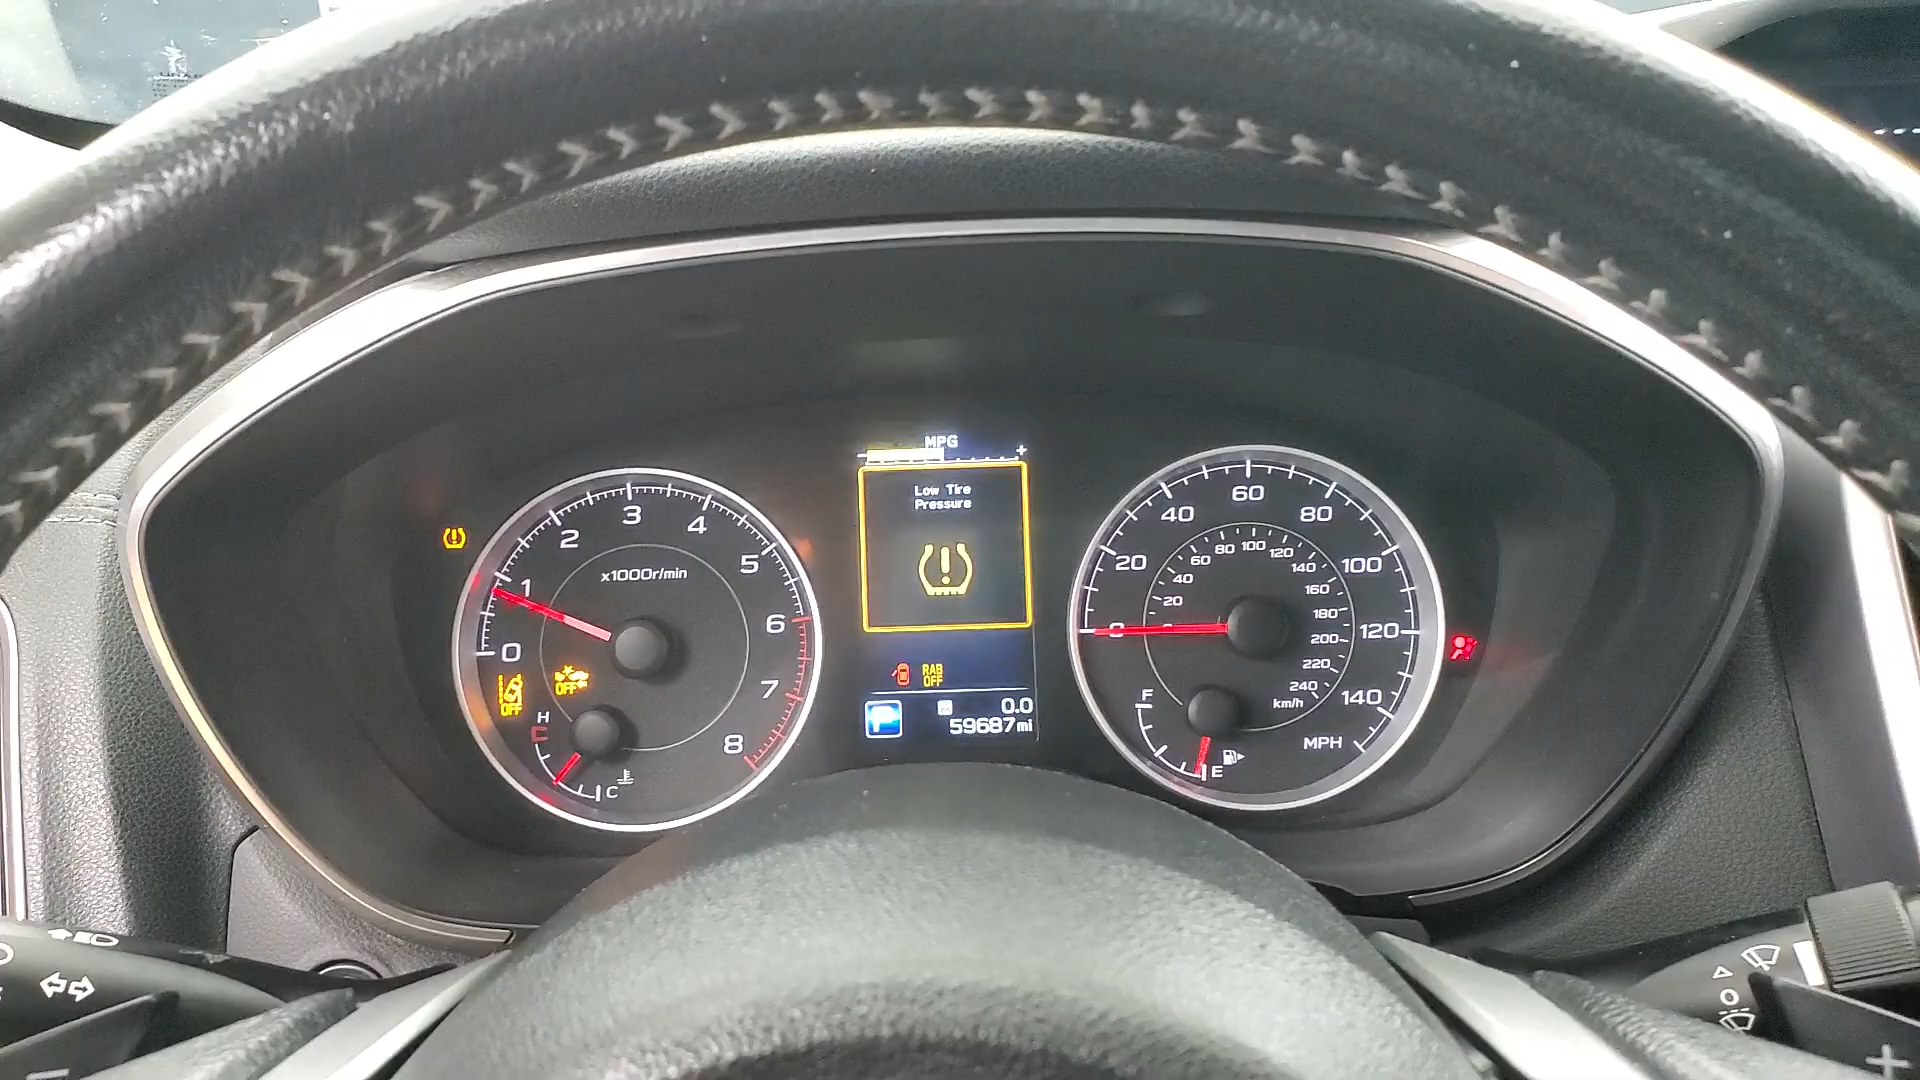 MPG
- +
Low Tire
Pressure
RAB
OFF
P
0.0
59687 mi
x1000r/min
0
1
2
3
4
5
6
7
8
OFF
OFF
H
C
0
20
40
60
80
100
120
140
MPH
20
40
60
80
100
120
140
160
180
200
220
240
km/h
F
E